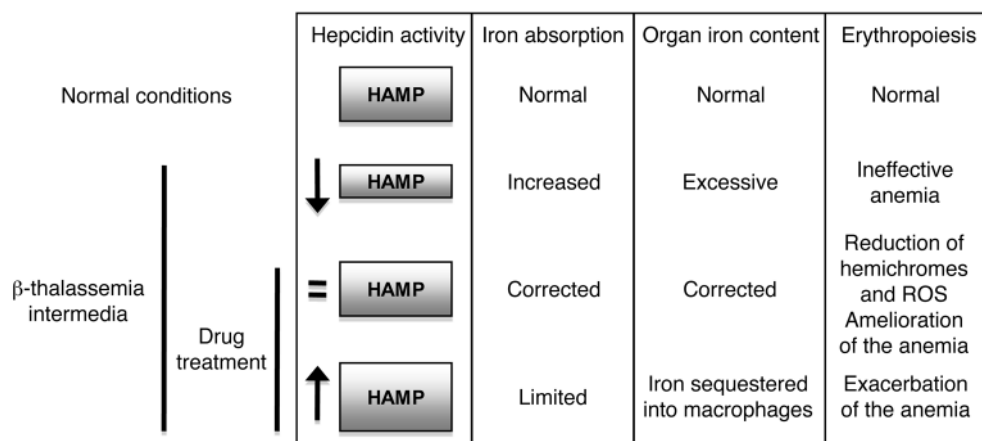 Hepcidin activity Iron absorption Organ iron content Erythropoiesis
Normal conditions HAMP Normal Normal Normal
HAMP Increased Excessive Ineffective
anemia
β-thalassemia
intermedia
Drug
treatment
= HAMP Corrected Corrected Reduction of
hemichromes
and ROS
Amelioration
of the anemia
HAMP Limited Iron sequestered
into macrophages
Exacerbation
of the anemia